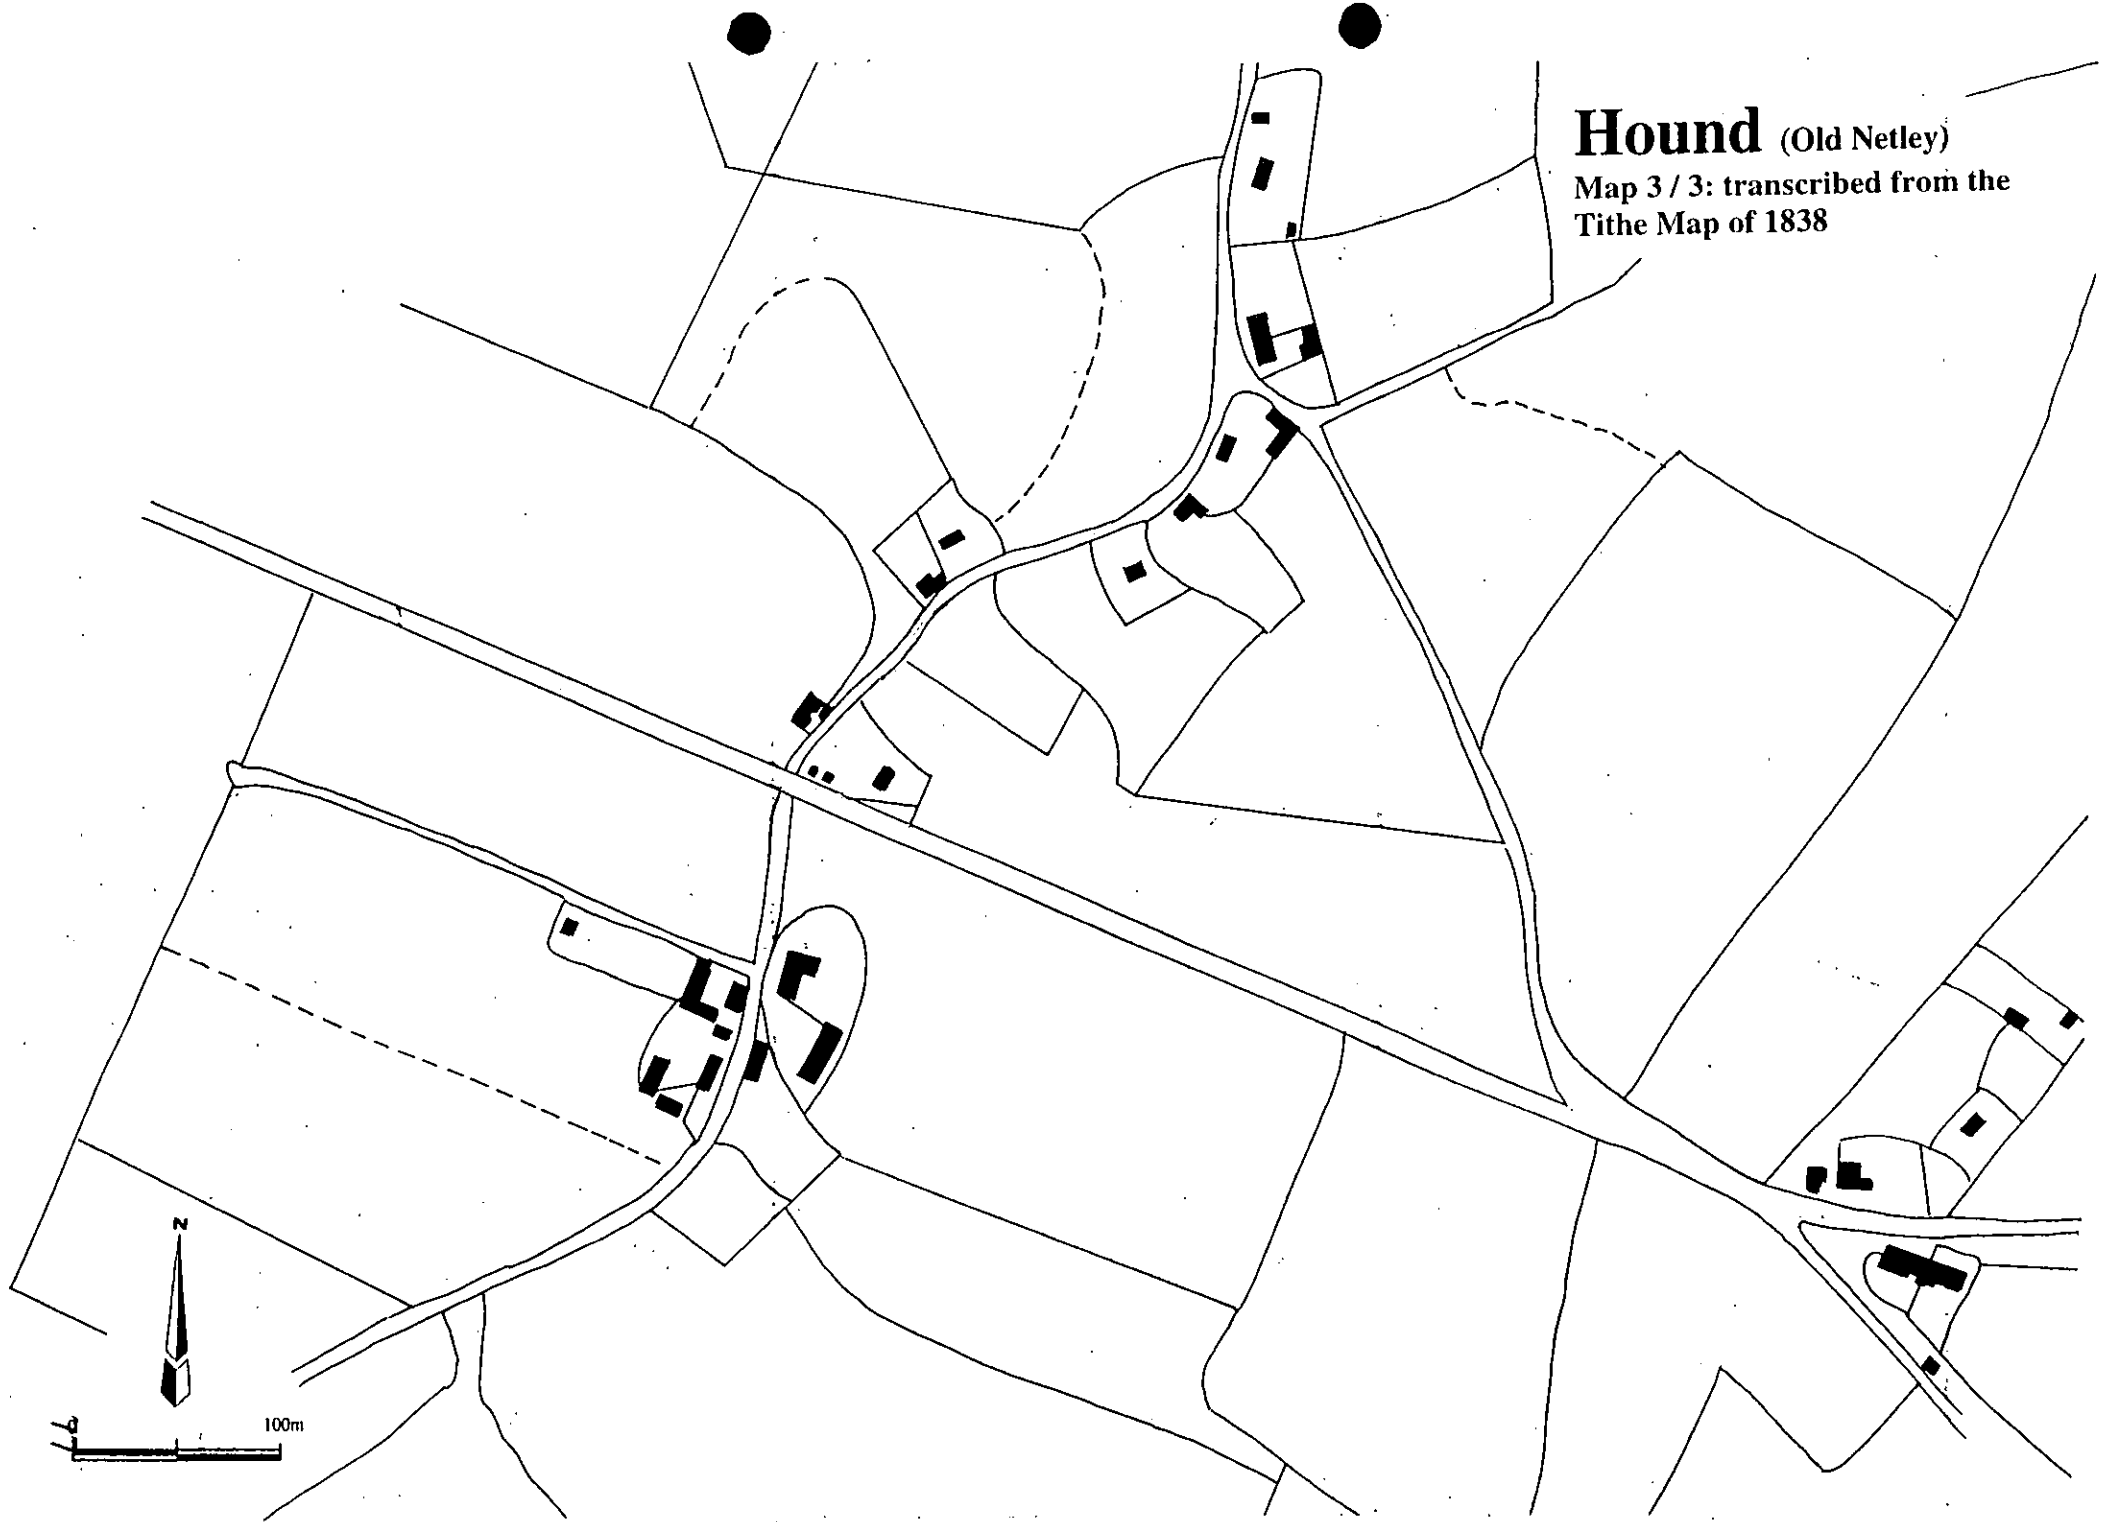 Hound (Old Netley)
Map 3 / 3: transcribed from the
Tithe Map of 1838
N
0 100m